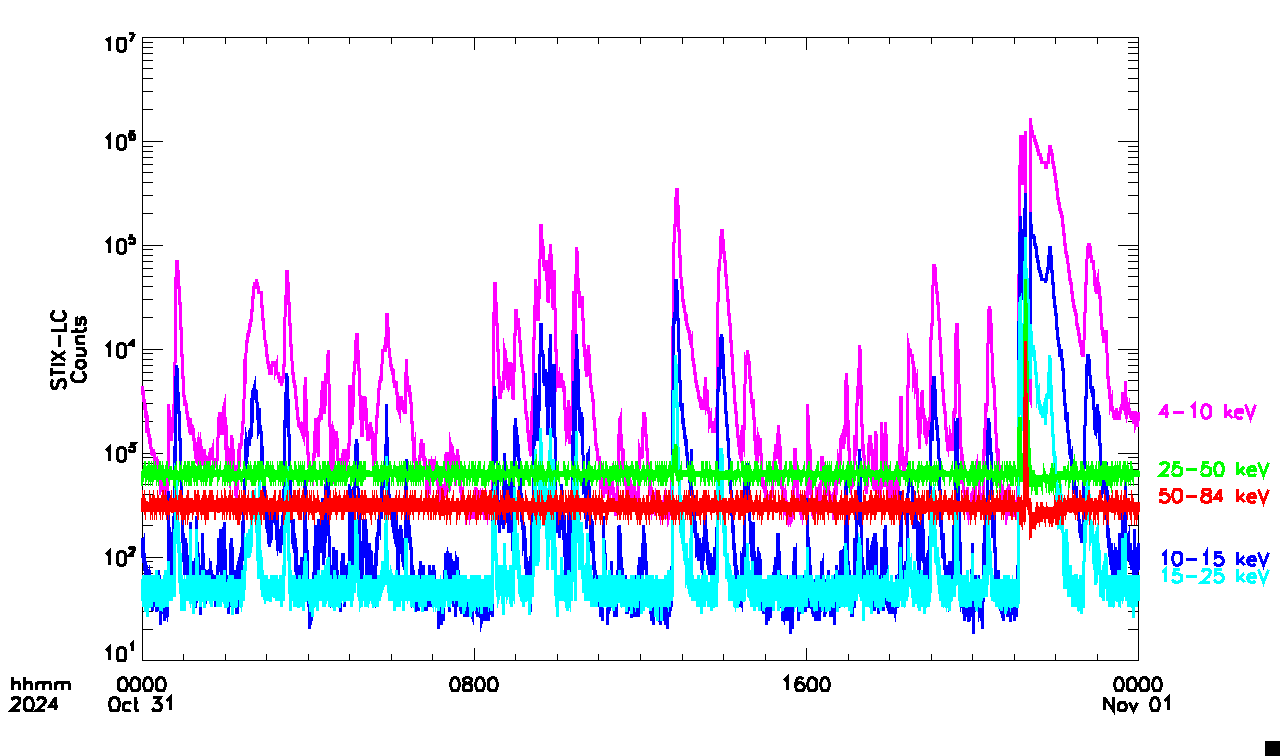 10⁷
10⁶
10⁵
10⁴
10³
10²
10¹
STIX-LC
Counts
4-10 keV
25-50 keV
50-84 keV
10-15 keV
15-25 keV
hhmm 0000 0800 1600 0000
2024 Oct 31 Nov 01